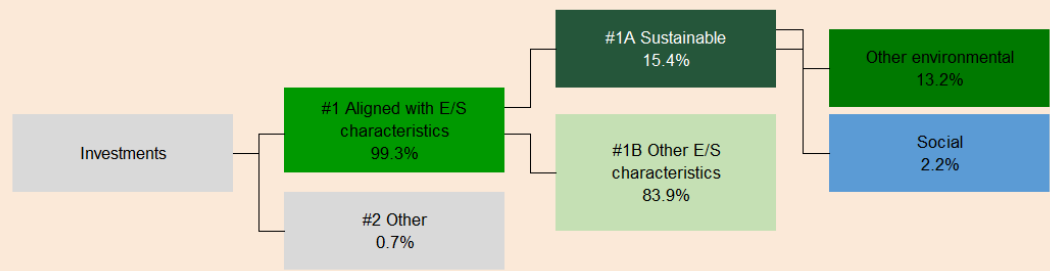 Investments
#1 Aligned with E/S
characteristics
99.3%
#2 Other
0.7%
#1A Sustainable
15.4%
#1B Other E/S
characteristics
83.9%
Other environmental
13.2%
Social
2.2%